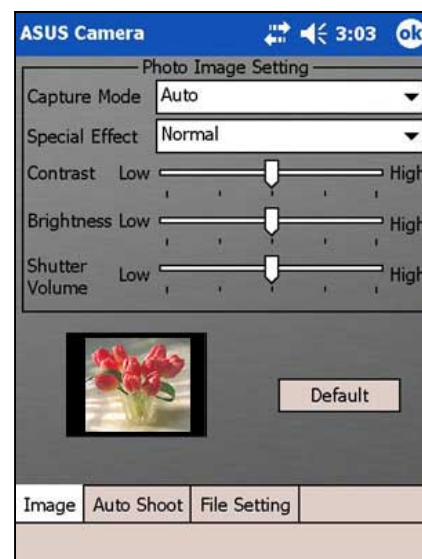 ASUS Camera 3:03 ok
Photo Image Setting
Capture Mode Auto
Special Effect Normal
Contrast Low High
Brightness Low High
Shutter Volume Low High
Default
Image Auto Shoot File Setting